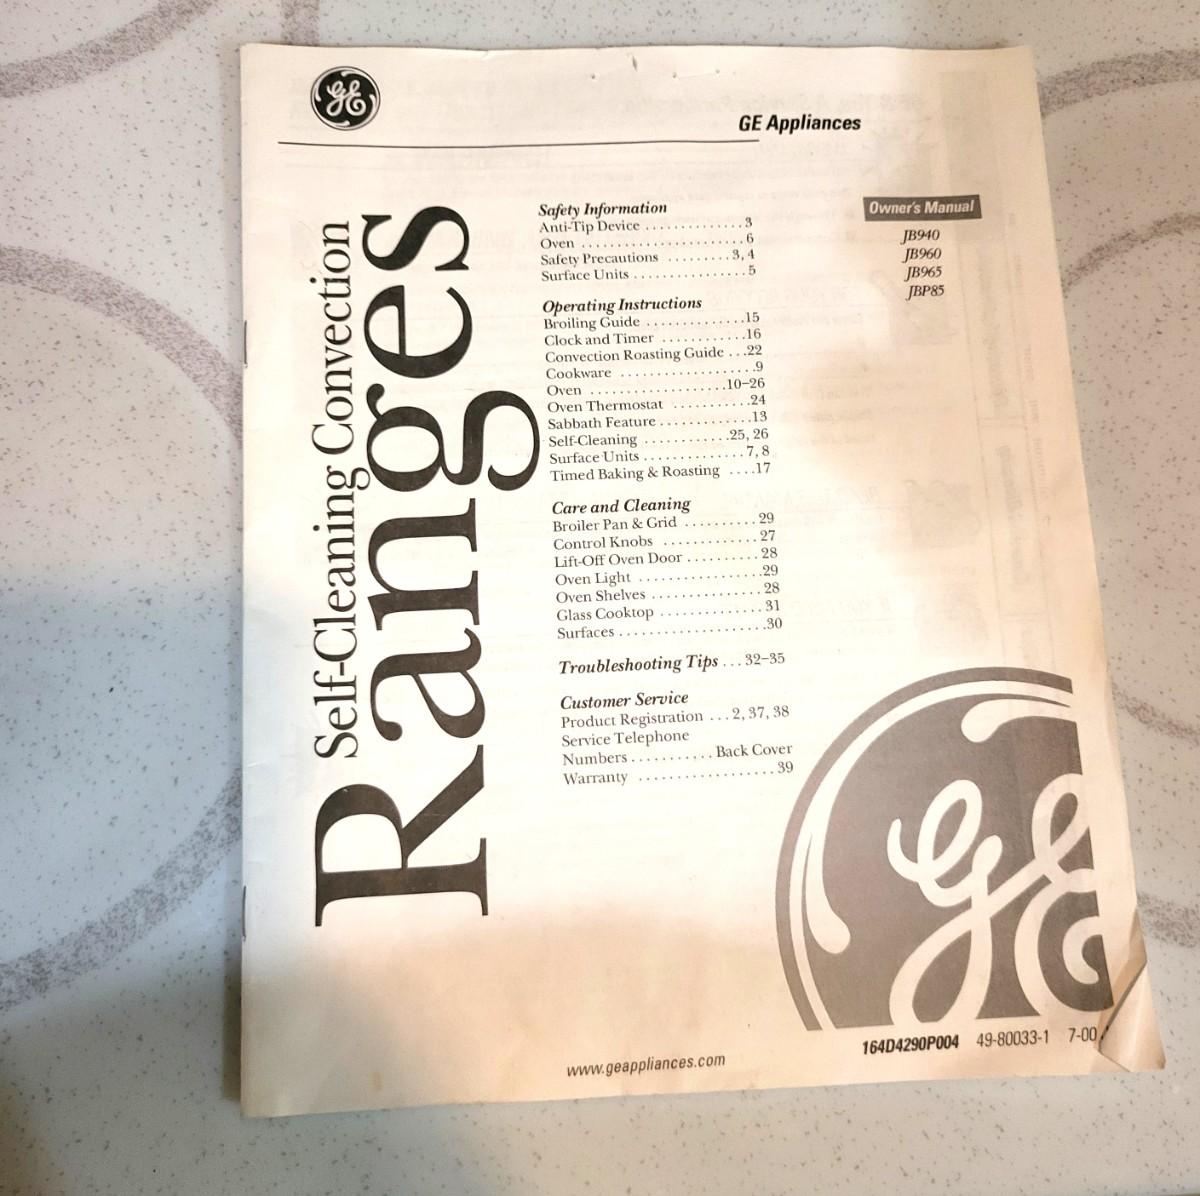 GE
GE Appliances
Self-Cleaning Convection
Ranges
Safety Information
Anti-Tip Device . . . . . . . . . . . . . .3
Oven . . . . . . . . . . . . . . . . . . . . . . .6
Safety Precautions . . . . . . . . .3, 4
Surface Units . . . . . . . . . . . . . . . .5
Operating Instructions
Broiling Guide . . . . . . . . . . . . . .15
Clock and Timer . . . . . . . . . . . .16
Convection Roasting Guide . . .22
Cookware . . . . . . . . . . . . . . . . . . .9
Oven . . . . . . . . . . . . . . . . . . . .10–26
Oven Thermostat . . . . . . . . . . .24
Sabbath Feature . . . . . . . . . . . . .13
Self-Cleaning . . . . . . . . . . . .25, 26
Surface Units . . . . . . . . . . . . . . 7, 8
Timed Baking & Roasting . . . .17
Care and Cleaning
Broiler Pan & Grid . . . . . . . . . . 29
Control Knobs . . . . . . . . . . . . . 27
Lift-Off Oven Door . . . . . . . . . . 28
Oven Light . . . . . . . . . . . . . . . . .29
Oven Shelves . . . . . . . . . . . . . . . 28
Glass Cooktop . . . . . . . . . . . . . . 31
Surfaces . . . . . . . . . . . . . . . . . . . .30
Troubleshooting Tips . . . 32–35
Customer Service
Product Registration . . . 2, 37, 38
Service Telephone
Numbers . . . . . . . . . . . Back Cover
Warranty . . . . . . . . . . . . . . . . . . 39
Owner's Manual
JB940
JB960
JB965
JBP85
GE
www.geappliances.com
164D4290P004 49-80033-1 7-00